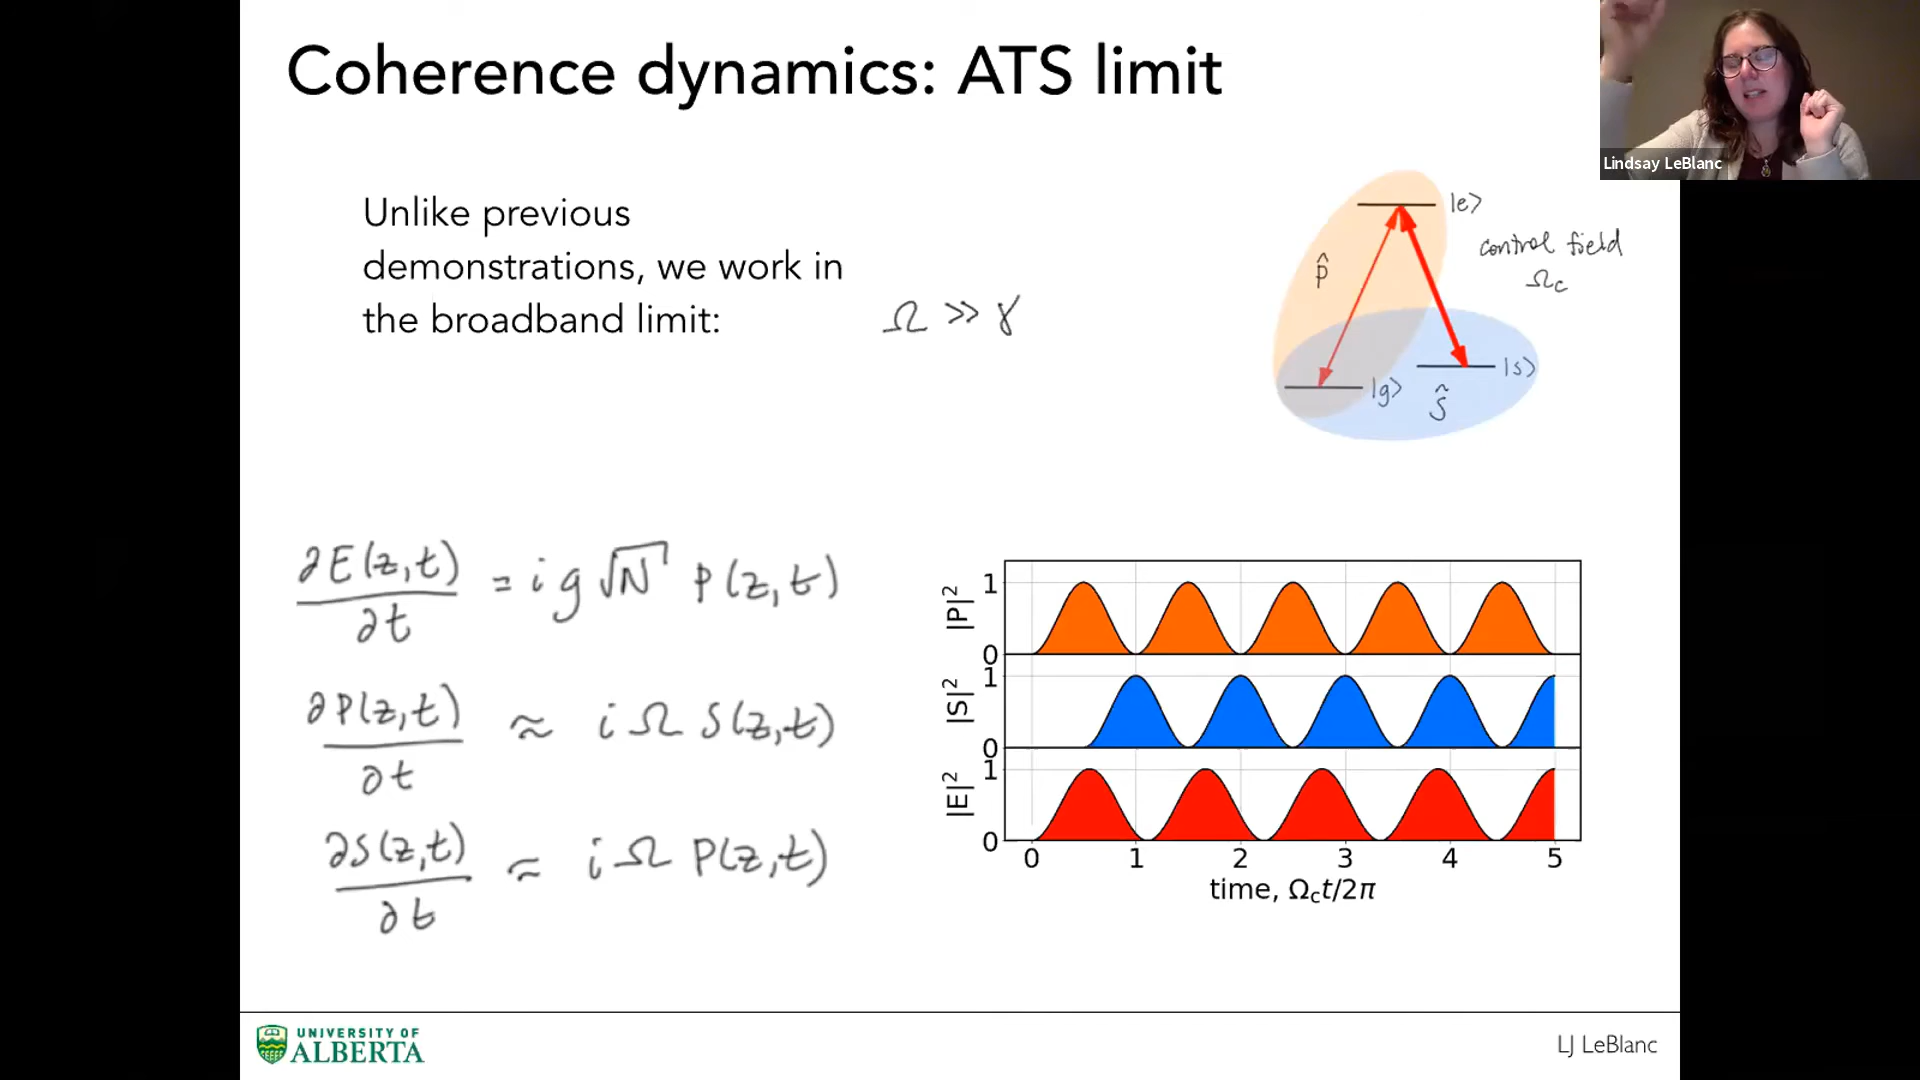 Coherence dynamics: ATS limit
Lindsay LeBlanc
Unlike previous
demonstrations, we work in
the broadband limit:
Ω >> γ
|e⟩
control field
Ωc
p̂
|s⟩
|g⟩
Ŝ
∂E(z,t)/∂t = i g √N P(z,t)
∂P(z,t)/∂t ≈ i Ω S(z,t)
∂S(z,t)/∂t ≈ i Ω P(z,t)
|P|²
1
0
|S|²
1
0
|E|²
1
0
0 1 2 3 4 5
time, Ωct/2π
UNIVERSITY OF
ALBERTA
LJ LeBlanc